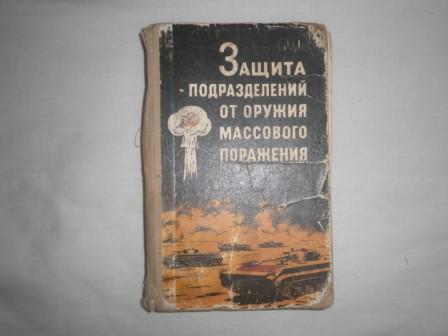 ЗАЩИТА
ПОДРАЗДЕЛЕНИЙ
ОТ ОРУЖИЯ
МАССОВОГО
ПОРАЖЕНИЯ